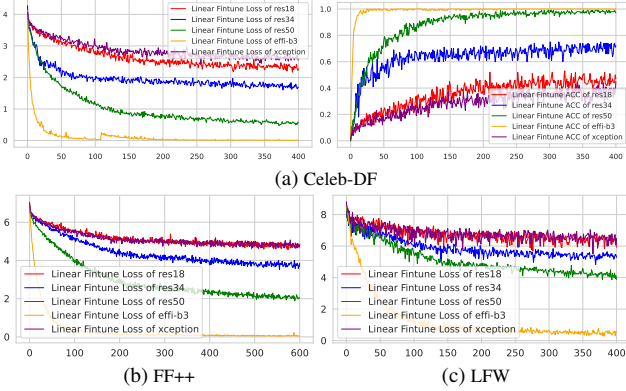 4
3
2
1
0
0 50 100 150 200 250 300 350 400
Linear Fintune Loss of res18
Linear Fintune Loss of res34
Linear Fintune Loss of res50
Linear Fintune Loss of effi-b3
Linear Fintune Loss of xception
1.0
0.8
0.6
0.4
0.2
0.0
0 50 100 150 200 250 300 350 400
Linear Fintune ACC of res18
Linear Fintune ACC of res34
Linear Fintune ACC of res50
Linear Fintune ACC of effi-b3
Linear Fintune ACC of xception
(a) Celeb-DF
6
4
2
0
0 100 200 300 400 500 600
Linear Fintune Loss of res18
Linear Fintune Loss of res34
Linear Fintune Loss of res50
Linear Fintune Loss of effi-b3
Linear Fintune Loss of xception
8
6
4
2
0
0 50 100 150 200 250 300 350 400
Linear Fintune Loss of res18
Linear Fintune Loss of res34
Linear Fintune Loss of res50
Linear Fintune Loss of effi-b3
Linear Fintune Loss of xception
(b) FF++
(c) LFW